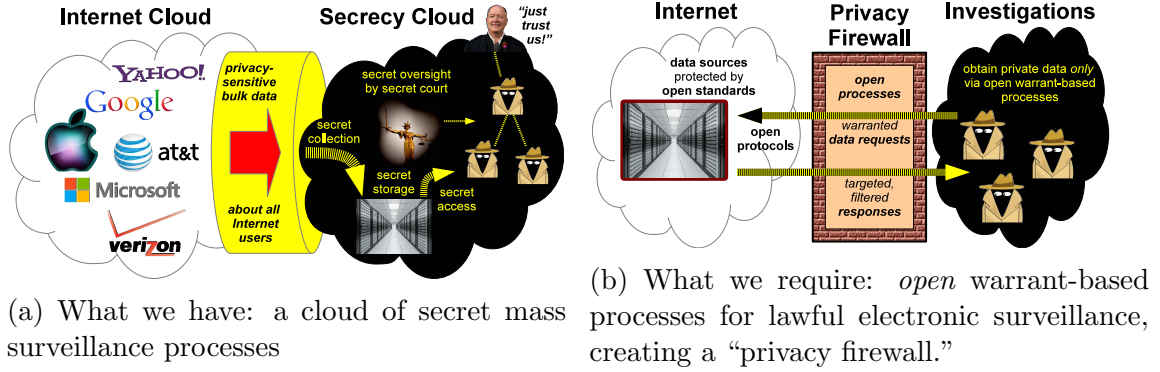 Internet Cloud
YAHOO!
Google
at&t
Microsoft
verizon
privacy-
sensitive
bulk data
about all
Internet
users
Secrecy Cloud
“just
trust
us!”
secret oversight
by secret court
secret
collection
secret
storage
secret
access
(a) What we have: a cloud of secret mass
surveillance processes
Internet
data sources
protected by
open standards
open
protocols
Privacy
Firewall
open
processes
warranted
data requests
targeted,
filtered
responses
Investigations
obtain private data only
via open warrant-based
processes
(b) What we require: open warrant-based
processes for lawful electronic surveillance,
creating a “privacy firewall.”